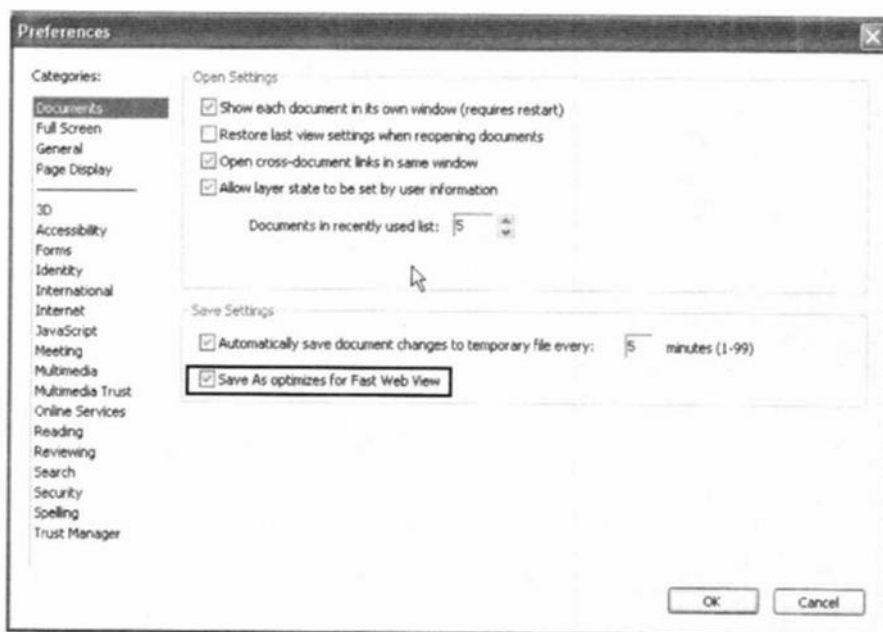 Preferences
Categories:
Documents
Full Screen
General
Page Display
3D
Accessibility
Forms
Identity
International
Internet
JavaScript
Meeting
Multimedia
Multimedia Trust
Online Services
Reading
Reviewing
Search
Security
Spelling
Trust Manager
Open Settings
Show each document in its own window (requires restart)
Restore last view settings when reopening documents
Open cross-document links in same window
Allow layer state to be set by user information
Documents in recently used list: 5
Save Settings
Automatically save document changes to temporary file every: 5 minutes (1-99)
Save As optimizes for Fast Web View
OK Cancel